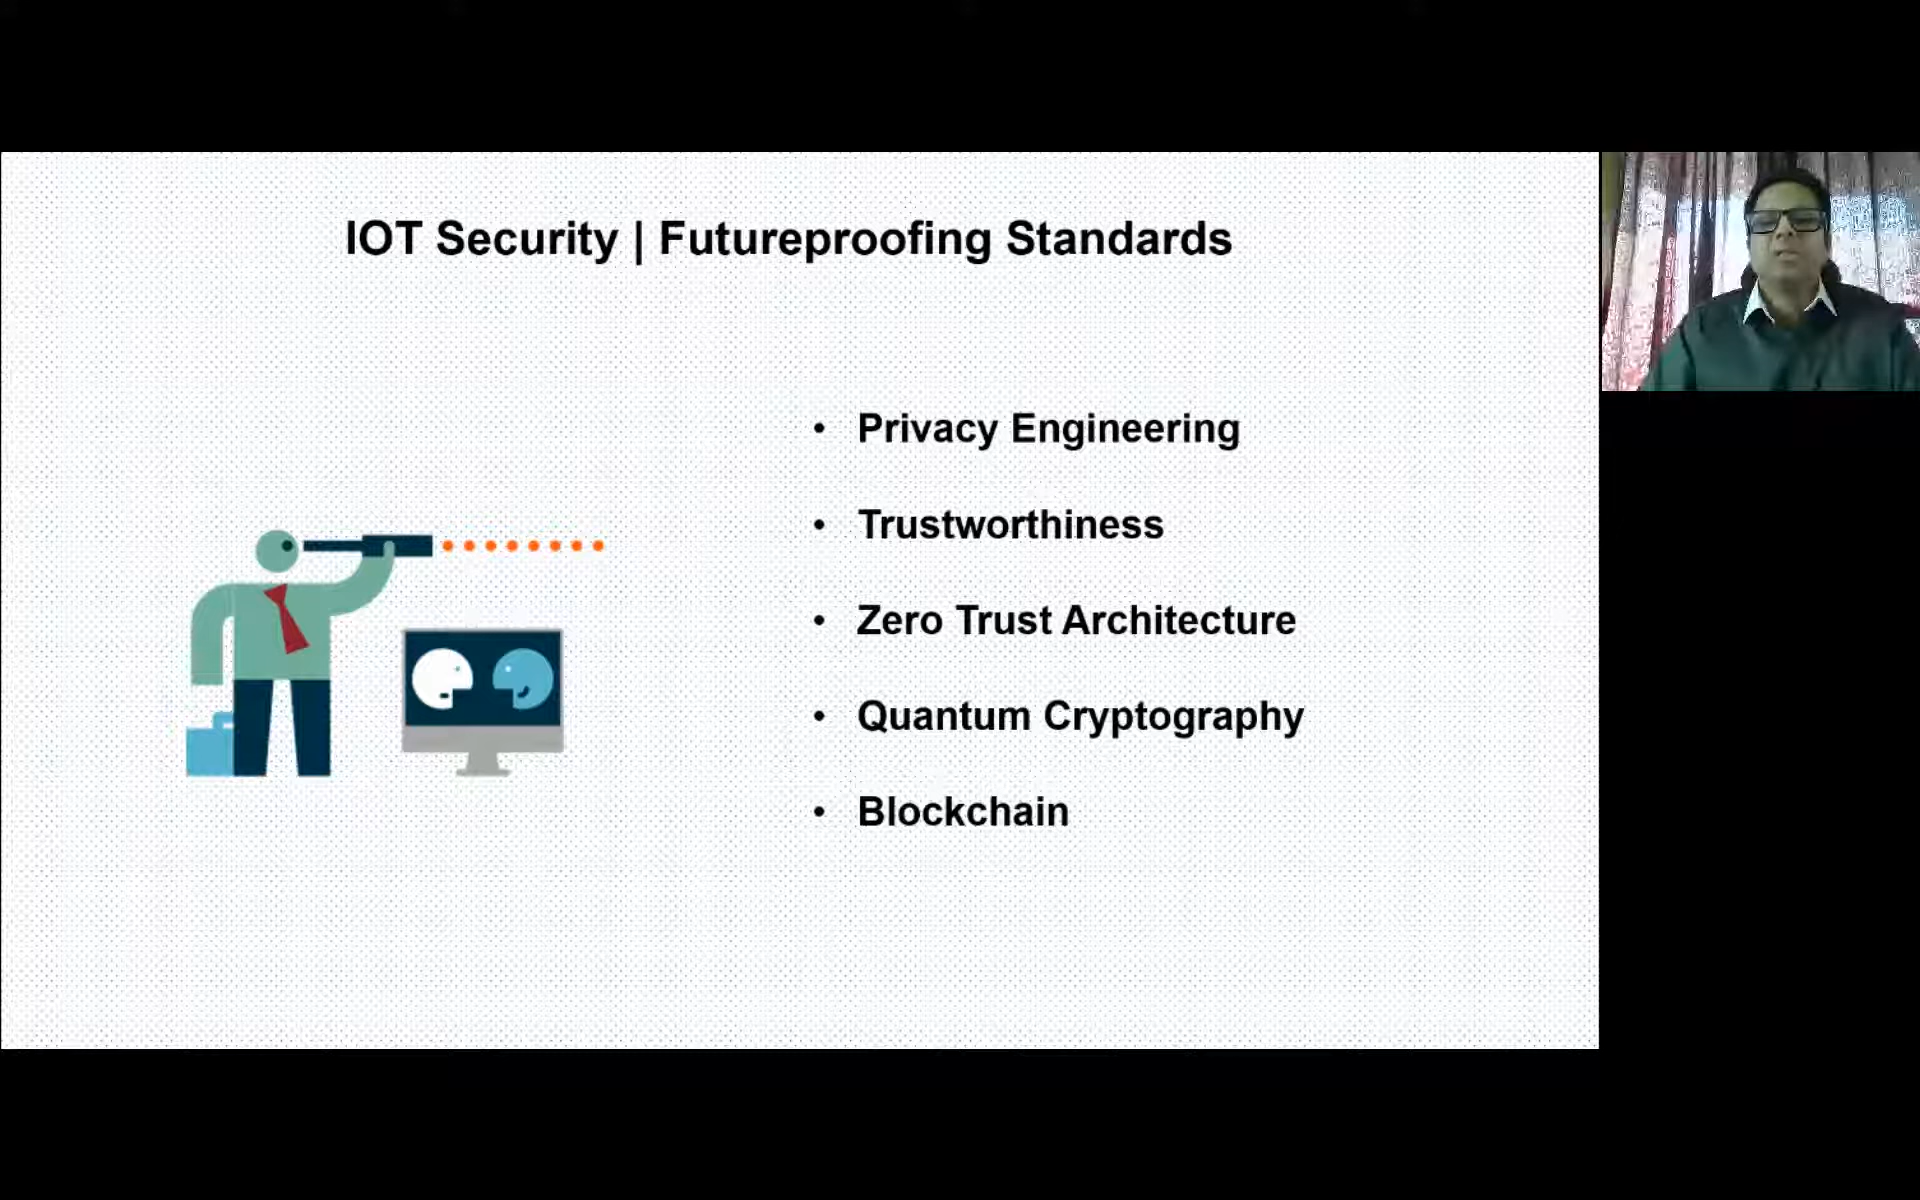 IOT Security | Futureproofing Standards
• Privacy Engineering
• Trustworthiness
• Zero Trust Architecture
• Quantum Cryptography
• Blockchain